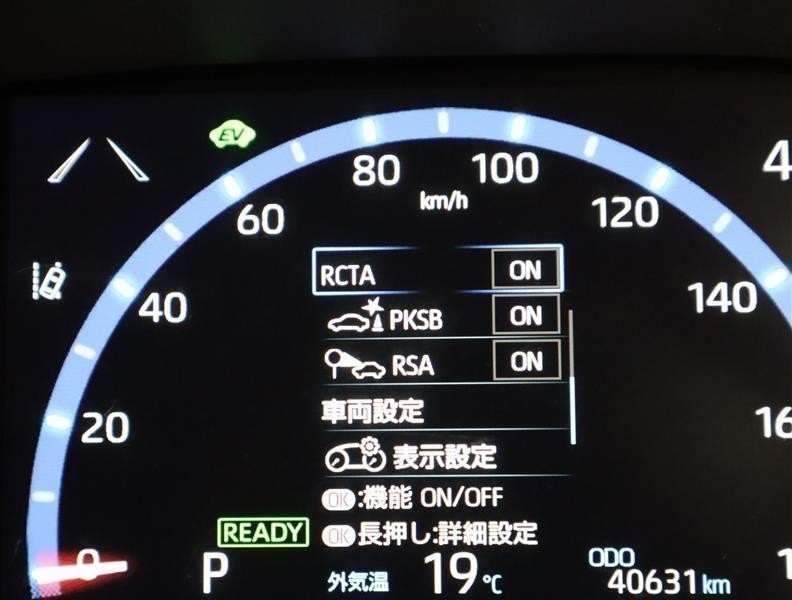 EV
80
100
km/h
60
120
40
140
20
0
RCTA ON
PKSB ON
RSA ON
車両設定
表示設定
OK:機能 ON/OFF
OK長押し:詳細設定
READY
P
外気温 19℃
ODO
40631 km